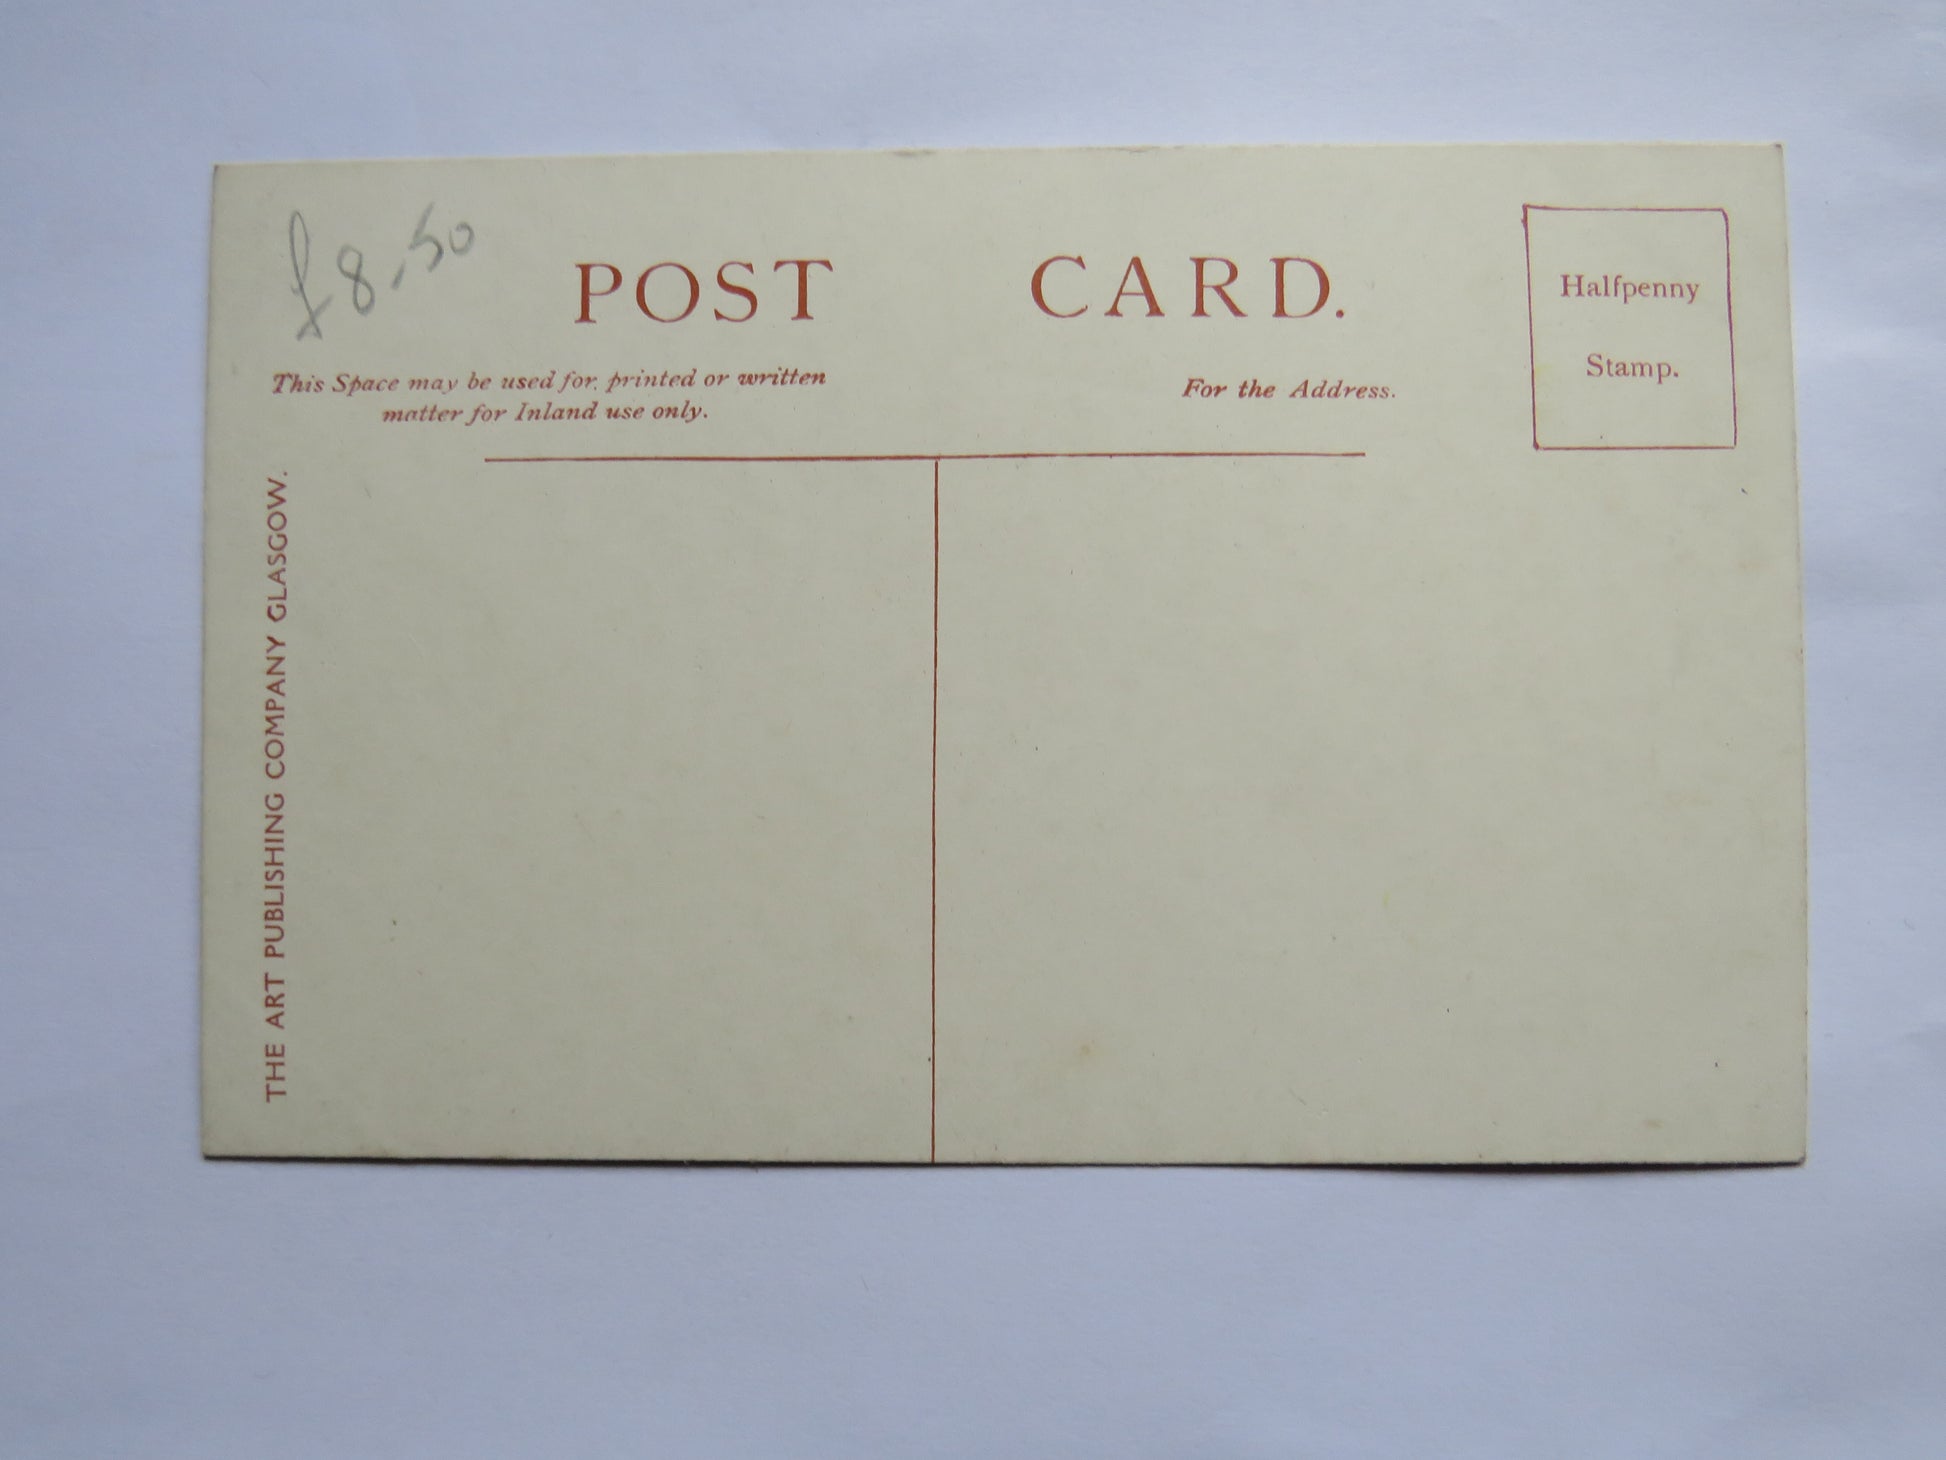 £8.50
POST CARD.
Halfpenny
Stamp.
This Space may be used for printed or written
matter for Inland use only.
For the Address.
THE ART PUBLISHING COMPANY GLASGOW.